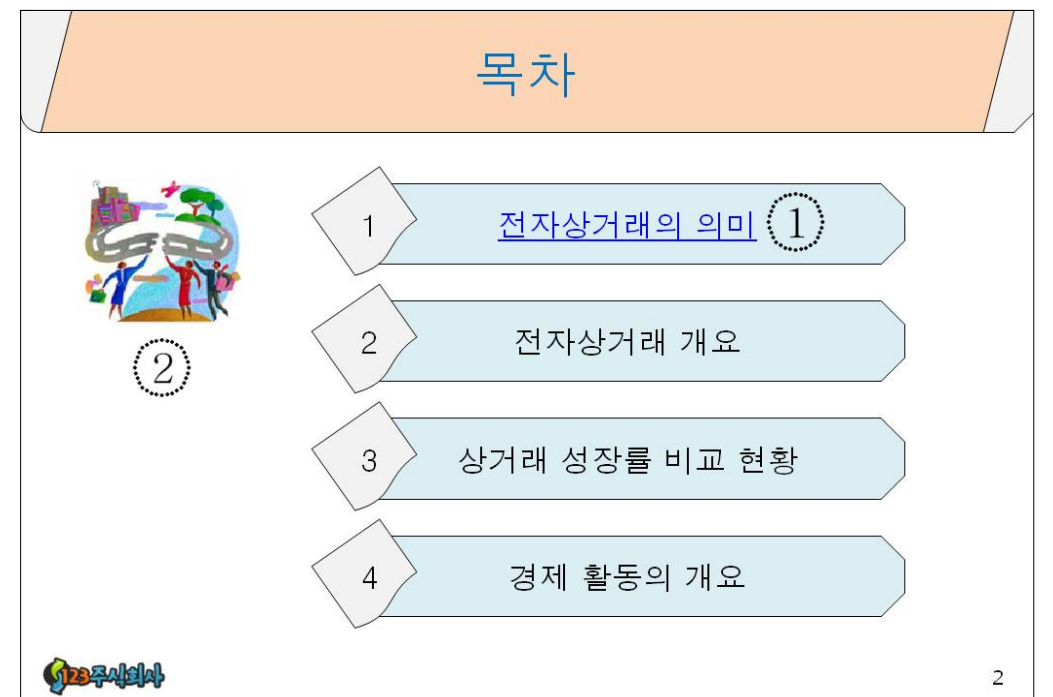 목차
1 전자상거래의 의미 ①
2 전자상거래 개요
②
3 상거래 성장률 비교 현황
4 경제 활동의 개요
123주식회사
2